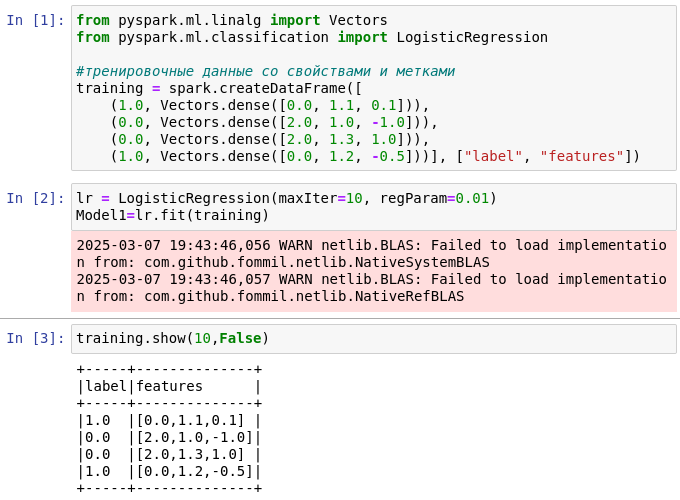 In [1]: from pyspark.ml.linalg import Vectors
from pyspark.ml.classification import LogisticRegression
#тренировочные данные со свойствами и метками
training = spark.createDataFrame([
(1.0, Vectors.dense([0.0, 1.1, 0.1])),
(0.0, Vectors.dense([2.0, 1.0, -1.0])),
(0.0, Vectors.dense([2.0, 1.3, 1.0])),
(1.0, Vectors.dense([0.0, 1.2, -0.5]))], ["label", "features"])
In [2]: lr = LogisticRegression(maxIter=10, regParam=0.01)
Model1=lr.fit(training)
2025-03-07 19:43:46,056 WARN netlib.BLAS: Failed to load implementatio
n from: com.github.fommil.netlib.NativeSystemBLAS
2025-03-07 19:43:46,057 WARN netlib.BLAS: Failed to load implementatio
n from: com.github.fommil.netlib.NativeRefBLAS
In [3]: training.show(10,False)
+-----+--------------+
|label|features      |
+-----+--------------+
|1.0  |[0.0,1.1,0.1] |
|0.0  |[2.0,1.0,-1.0]|
|0.0  |[2.0,1.3,1.0] |
|1.0  |[0.0,1.2,-0.5]|
+-----+--------------+